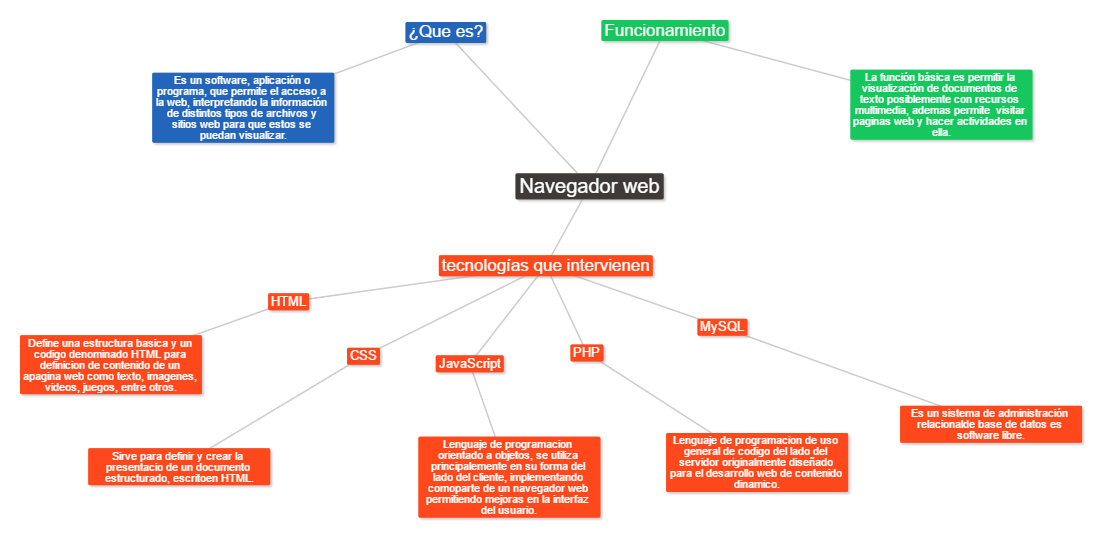 ¿Que es?
Funcionamiento
Es un software, aplicación o
programa, que permite el acceso a
la web, interpretando la información
de distintos tipos de archivos y
sitios web para que estos se
puedan visualizar.
La función básica es permitir la
visualización de documentos de
texto posiblemente con recursos
multimedia, ademas permite  visitar
paginas web y hacer actividades en
ella.
Navegador web
tecnologías que intervienen
HTML
Define una estructura basica y un
codigo denominado HTML para
definicion de contenido de un
apagina web como texto, imagenes,
videos, juegos, entre otros.
CSS
Sirve para definir y crear la
presentacio de un documento
estructurado, escritoen HTML.
JavaScript
Lenguaje de programacion
orientado a objetos, se utiliza
principalemente en su forma del
lado del cliente, implementando
comoparte de un navegador web
permitiendo mejoras en la interfaz
del usuario.
PHP
Lenguaje de programacion de uso
general de codigo del lado del
servidor originalmente diseñado
para el desarrollo web de contenido
dinamico.
MySQL
Es un sistema de administración
relacionalde base de datos es
software libre.